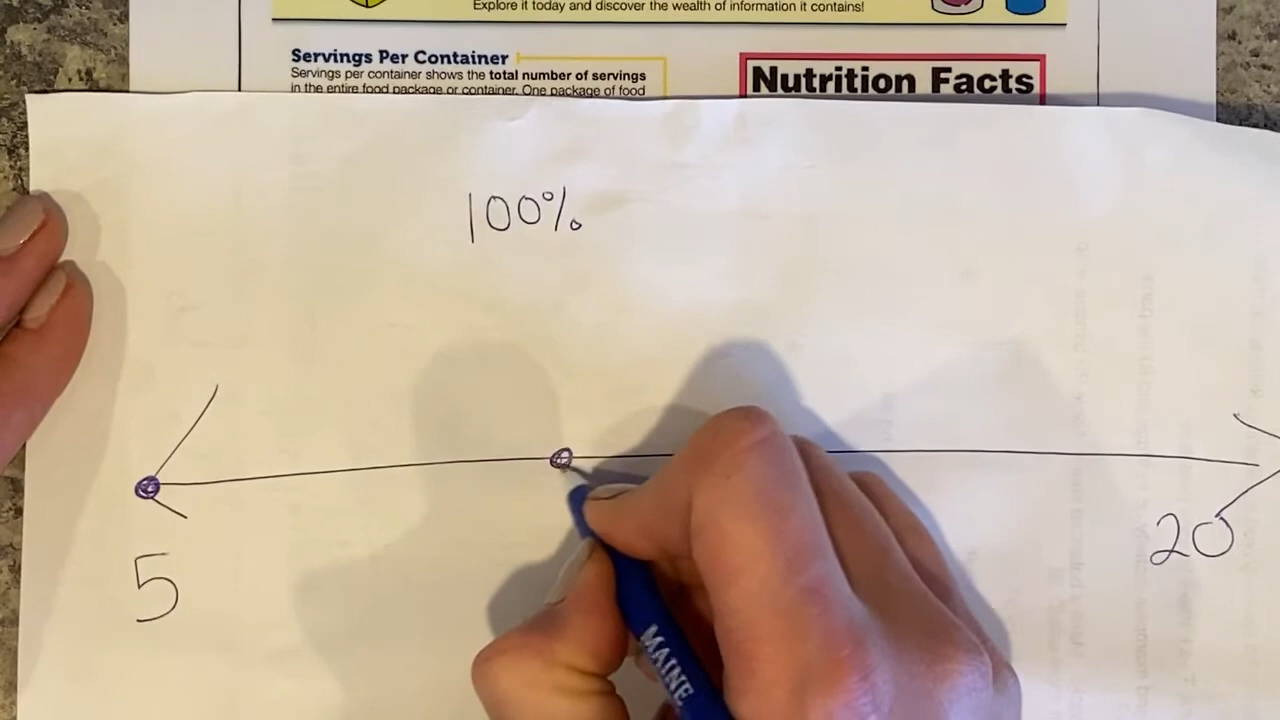 Explore it today and discover the wealth of information it contains!
Servings Per Container
Servings per container shows the total number of servings
in the entire food package or container. One package of food
Nutrition Facts
100%
5
20
MAINE